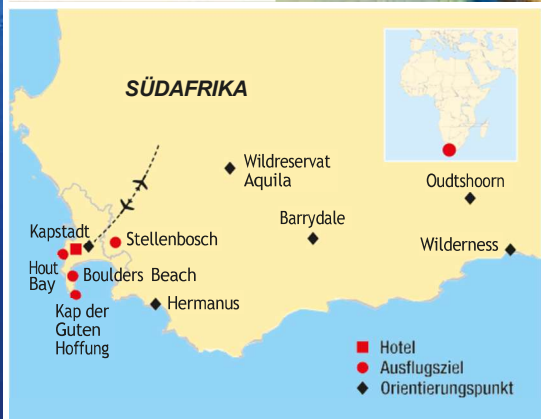 SÜDAFRIKA
Wildreservat
Aquila
Oudtshoorn
Barrydale
Kapstadt
Stellenbosch
Wilderness
Hout
Bay
Boulders Beach
Hermanus
Kap der
Guten
Hoffung
Hotel
Ausflugsziel
Orientierungspunkt